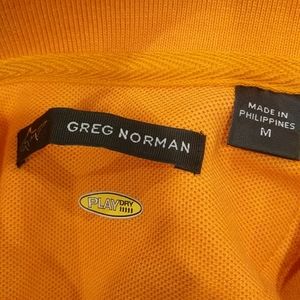 GREG NORMAN
MADE IN
PHILIPPINES
M
PLAY DRY